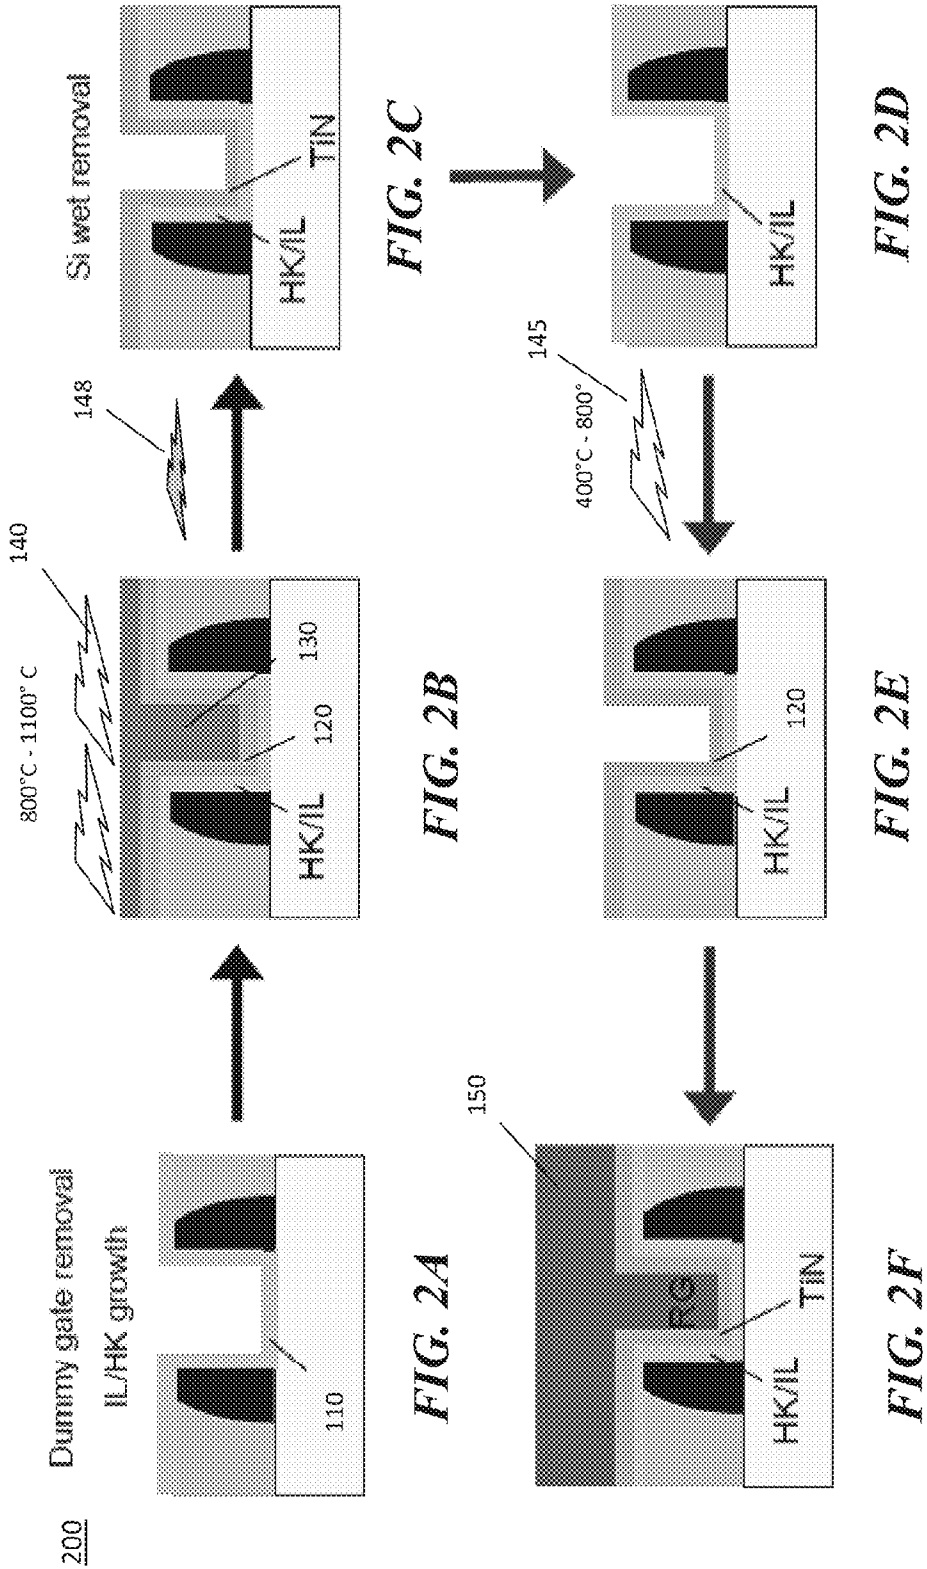 200
Dummy gate removal
IL/HK growth
110
FIG. 2A
800°C - 1100° C
140
HK/IL
120
130
FIG. 2B
148
Si wet removal
HK/IL
TiN
FIG. 2C
HK/IL
FIG. 2D
145
400°C - 800°
HK/IL
120
FIG. 2E
150
RG
HK/IL
TiN
FIG. 2F